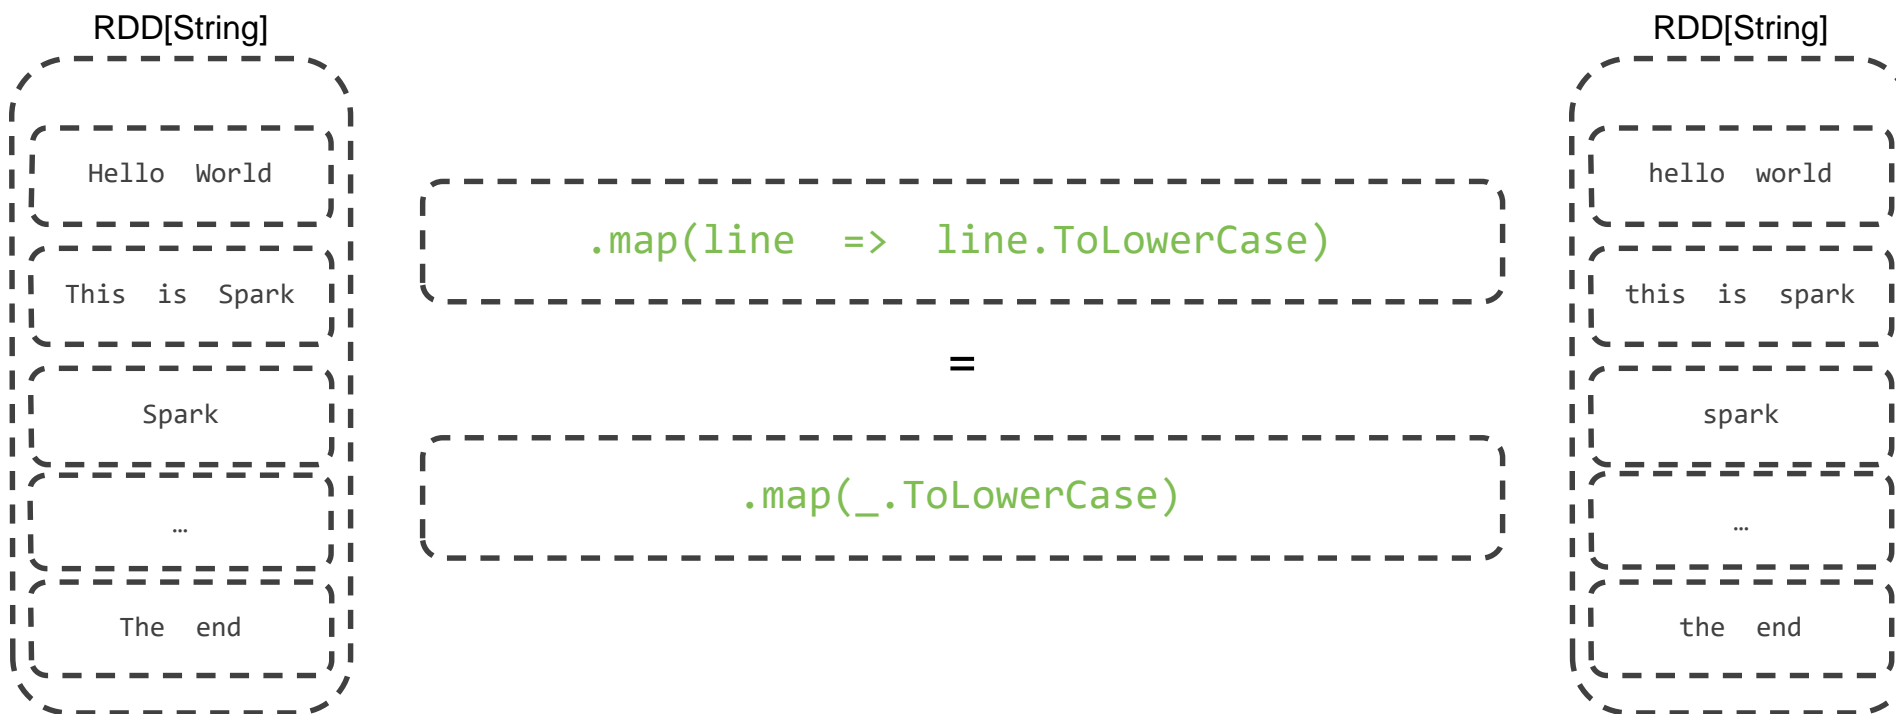 RDD[String]
Hello World
This is Spark
Spark
…
The end
.map(line => line.ToLowerCase)
=
.map(_.ToLowerCase)
RDD[String]
hello world
this is spark
spark
…
the end